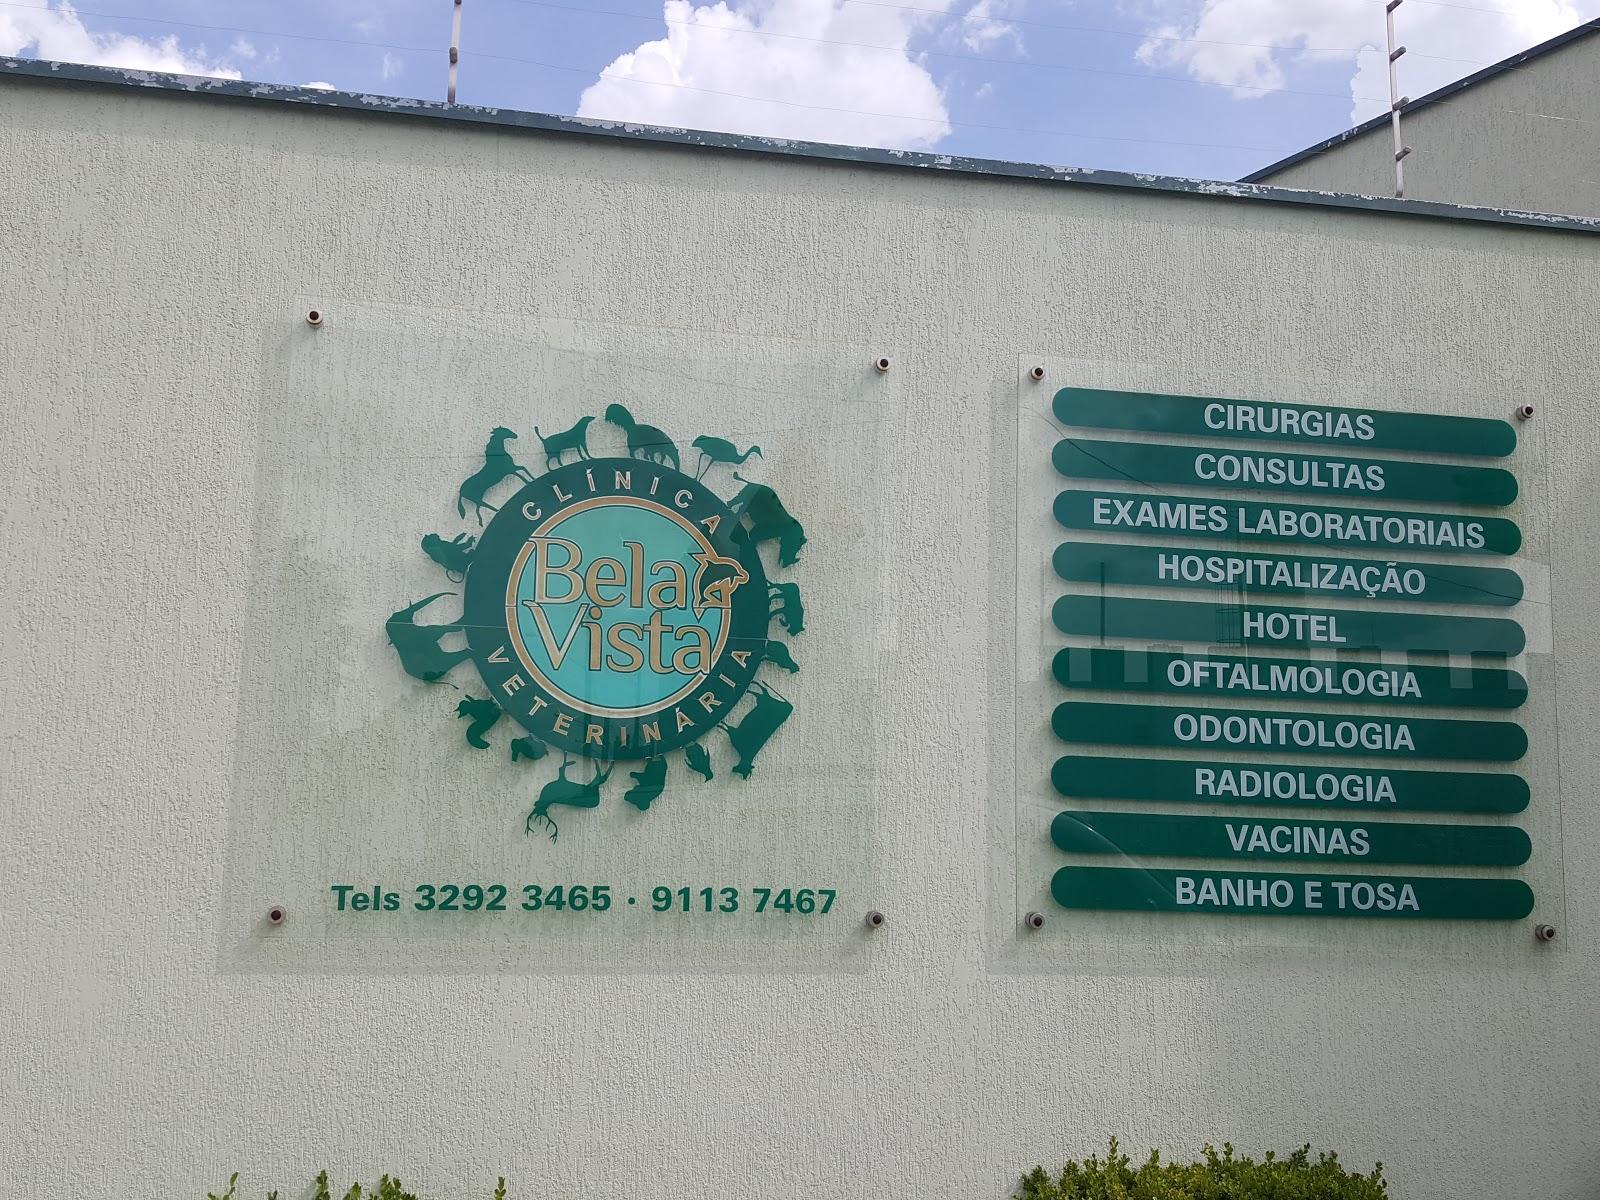 CLÍNICA
Bela
Vista
VETERINÁRIA
Tels 3292 3465 · 9113 7467
CIRURGIAS
CONSULTAS
EXAMES LABORATORIAIS
HOSPITALIZAÇÃO
HOTEL
OFTALMOLOGIA
ODONTOLOGIA
RADIOLOGIA
VACINAS
BANHO E TOSA